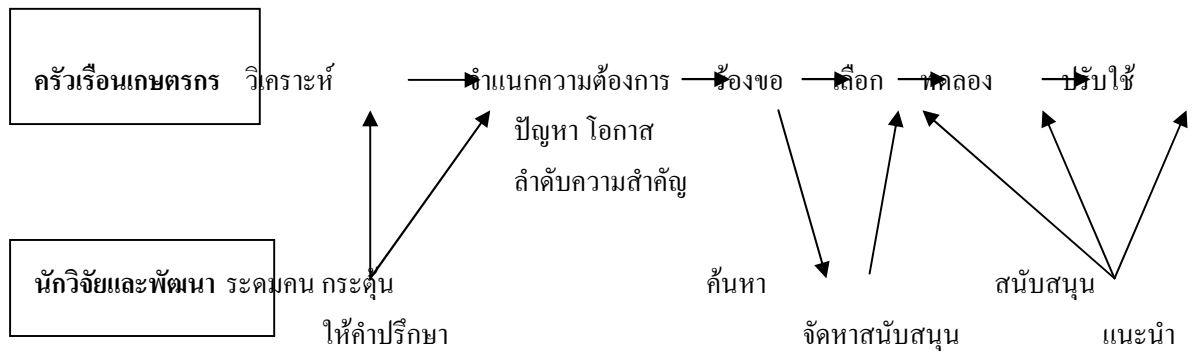 ครัวเรือนเกษตรกร วิเคราะห์ จำแนกความต้องการ ร้องขอ เลือก ทดลอง ปรับใช้
ปัญหา โอกาส
ลำดับความสำคัญ
นักวิจัยและพัฒนา ระดมคน กระตุ้น ค้นหา สนับสนุน
ให้คำปรึกษา จัดหาสนับสนุน แนะนำ